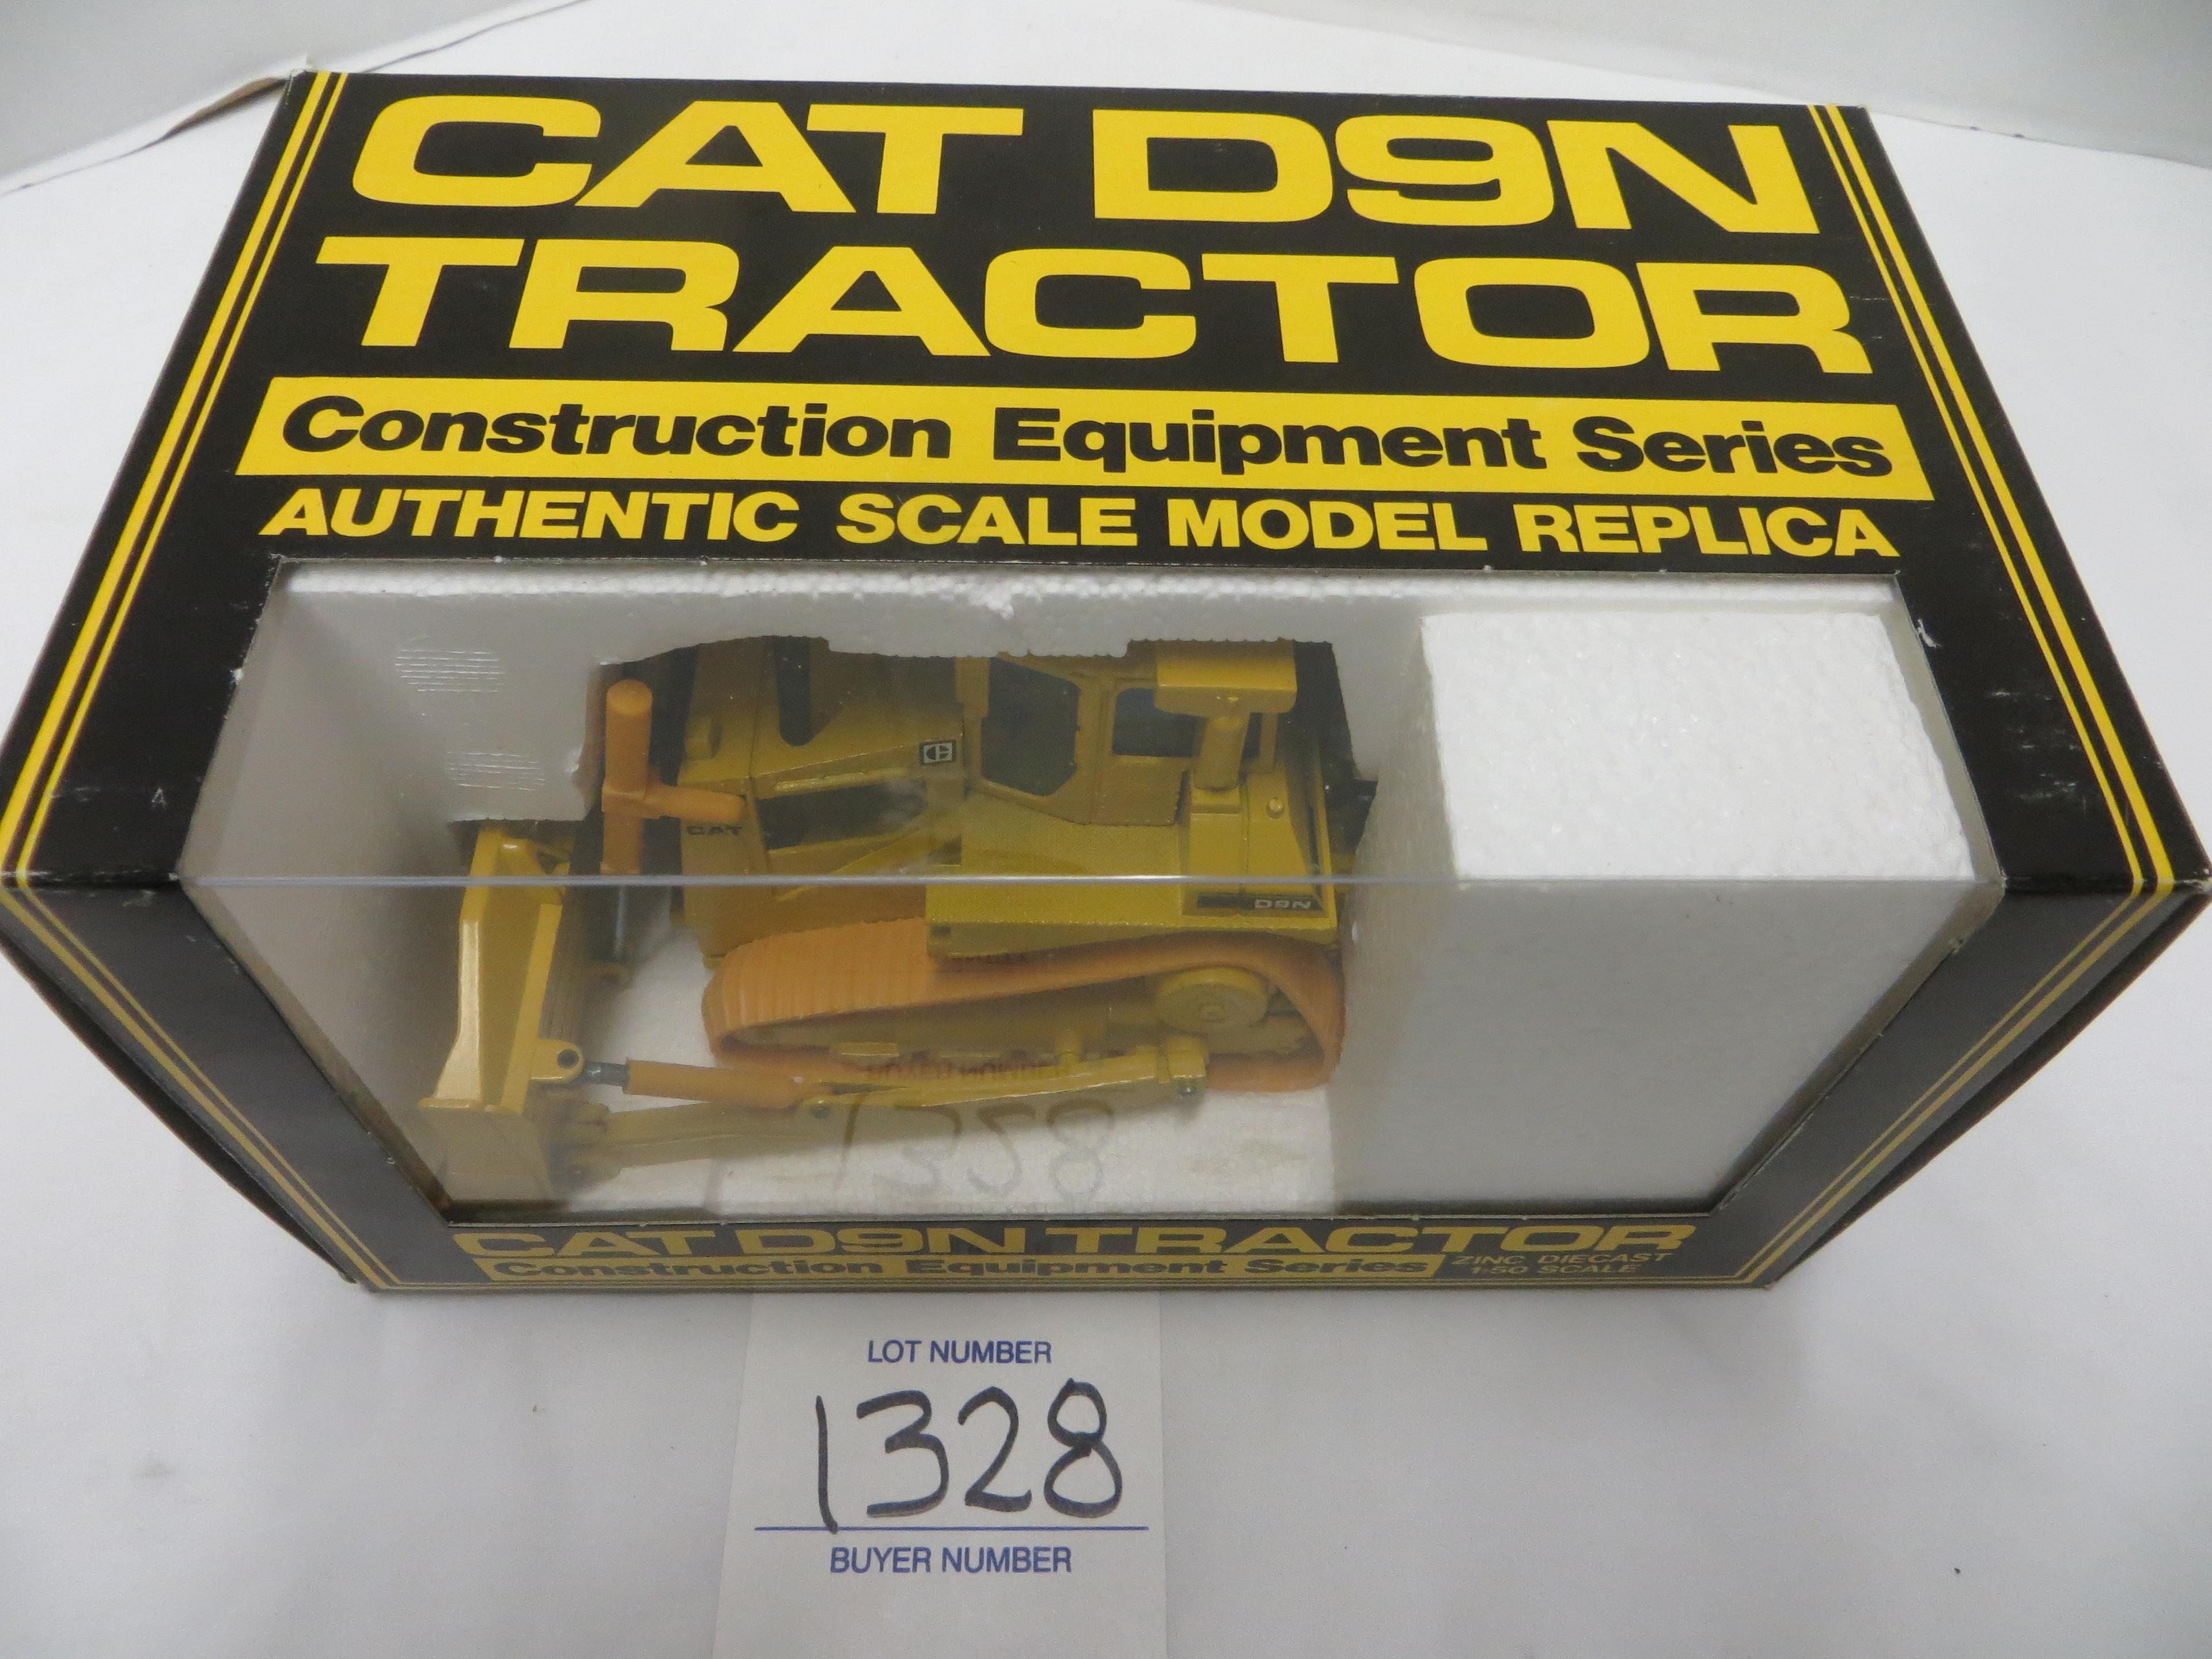 CAT D9N
TRACTOR
Construction Equipment Series
AUTHENTIC SCALE MODEL REPLICA
CAT
D9N
CAT D9N TRACTOR
Construction Equipment Series
ZINC DIECAST
1:50 SCALE
LOT NUMBER
1328
BUYER NUMBER